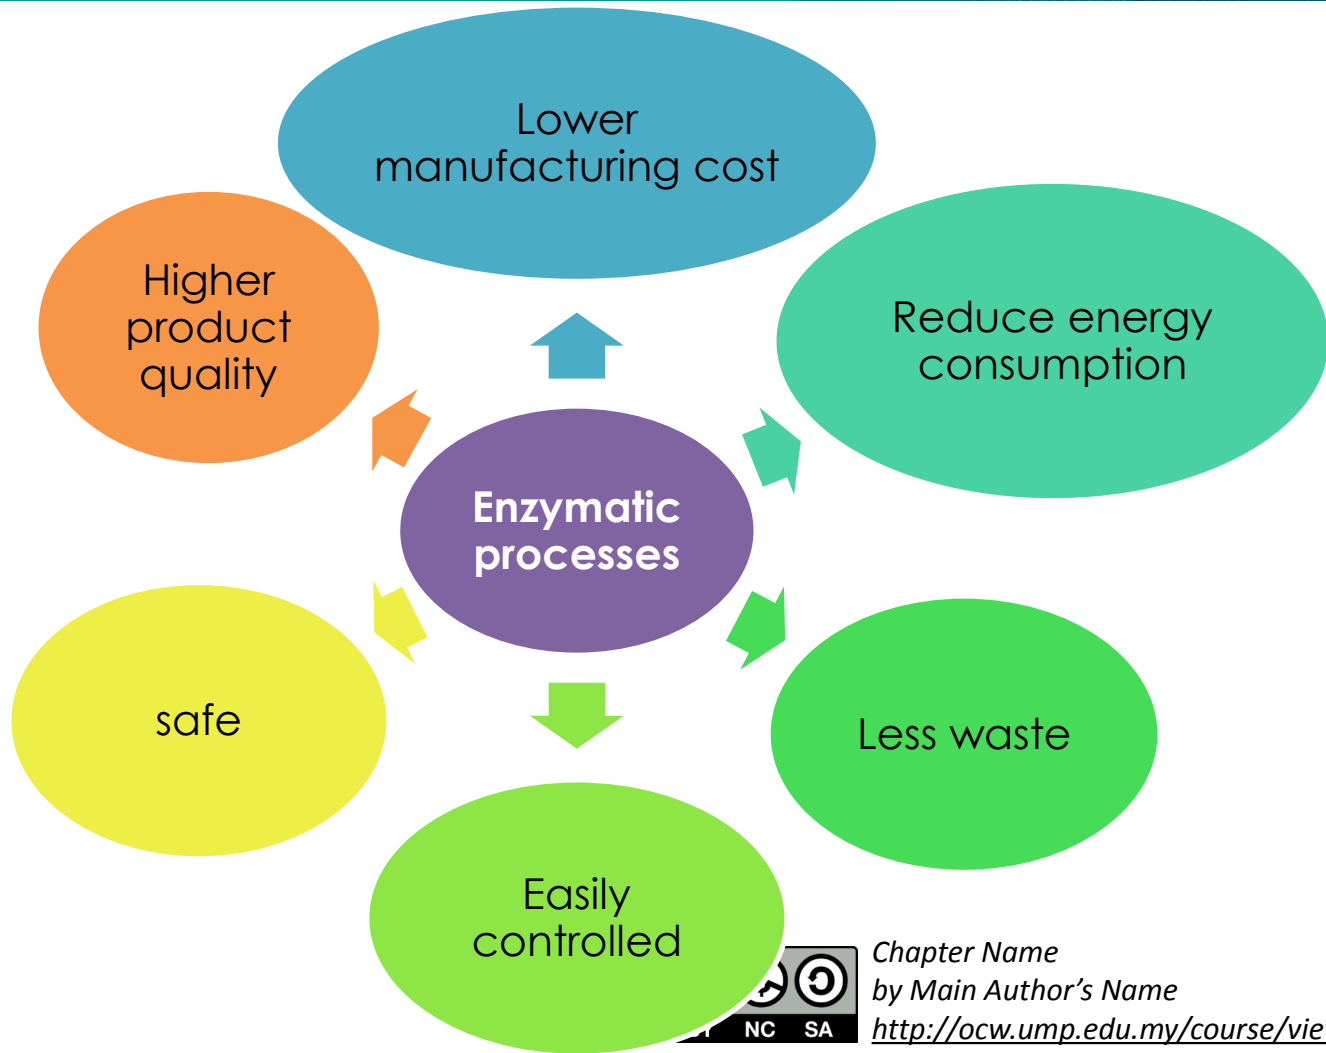 Lower
manufacturing cost
Higher
product
quality
Reduce energy
consumption
Enzymatic
processes
safe
Less waste
Easily
controlled
NC SA
Chapter Name
by Main Author's Name
http://ocw.ump.edu.my/course/vie